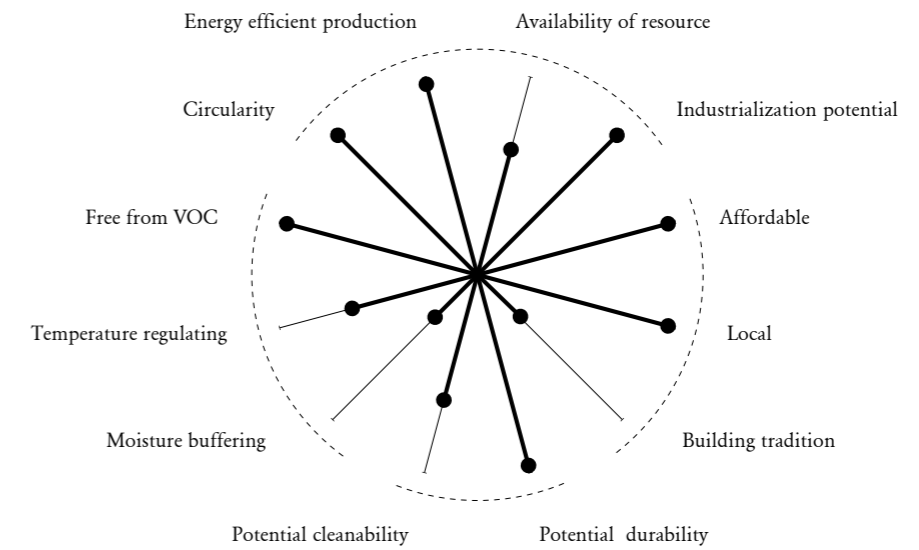 Energy efficient production
Availability of resource
Circularity
Industrialization potential
Free from VOC
Affordable
Temperature regulating
Local
Moisture buffering
Building tradition
Potential cleanability
Potential  durability